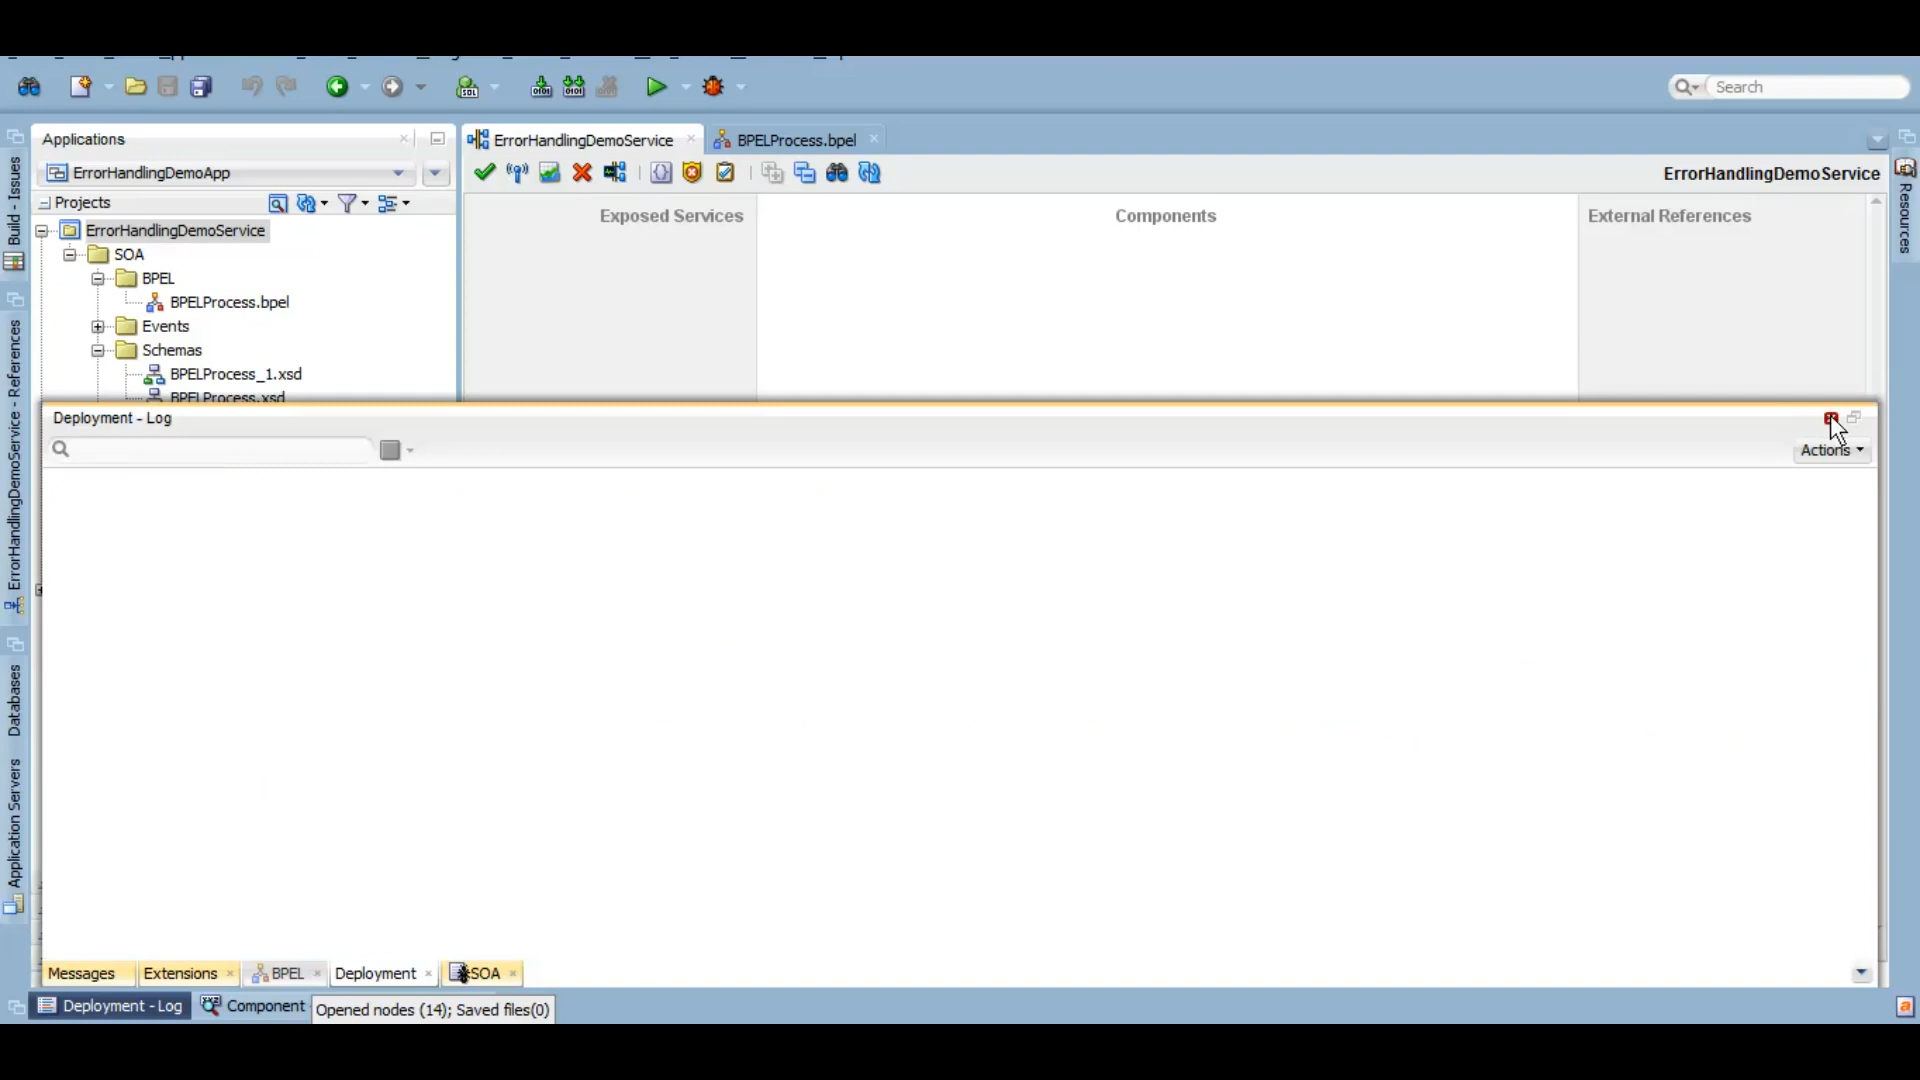 Search
Applications
ErrorHandlingDemoService
BPELProcess.bpel
ErrorHandlingDemoApp
ErrorHandlingDemoService
Projects
Exposed Services
Components
External References
ErrorHandlingDemoService
SOA
BPEL
BPELProcess.bpel
Events
Schemas
BPELProcess_1.xsd
BPELProcess.xsd
Deployment - Log
Actions
Build - Issues
ErrorHandlingDemoService - References
Databases
Application Servers
Resources
Messages
Extensions
BPEL
Deployment
SOA
Deployment - Log
Component
Opened nodes (14); Saved files(0)